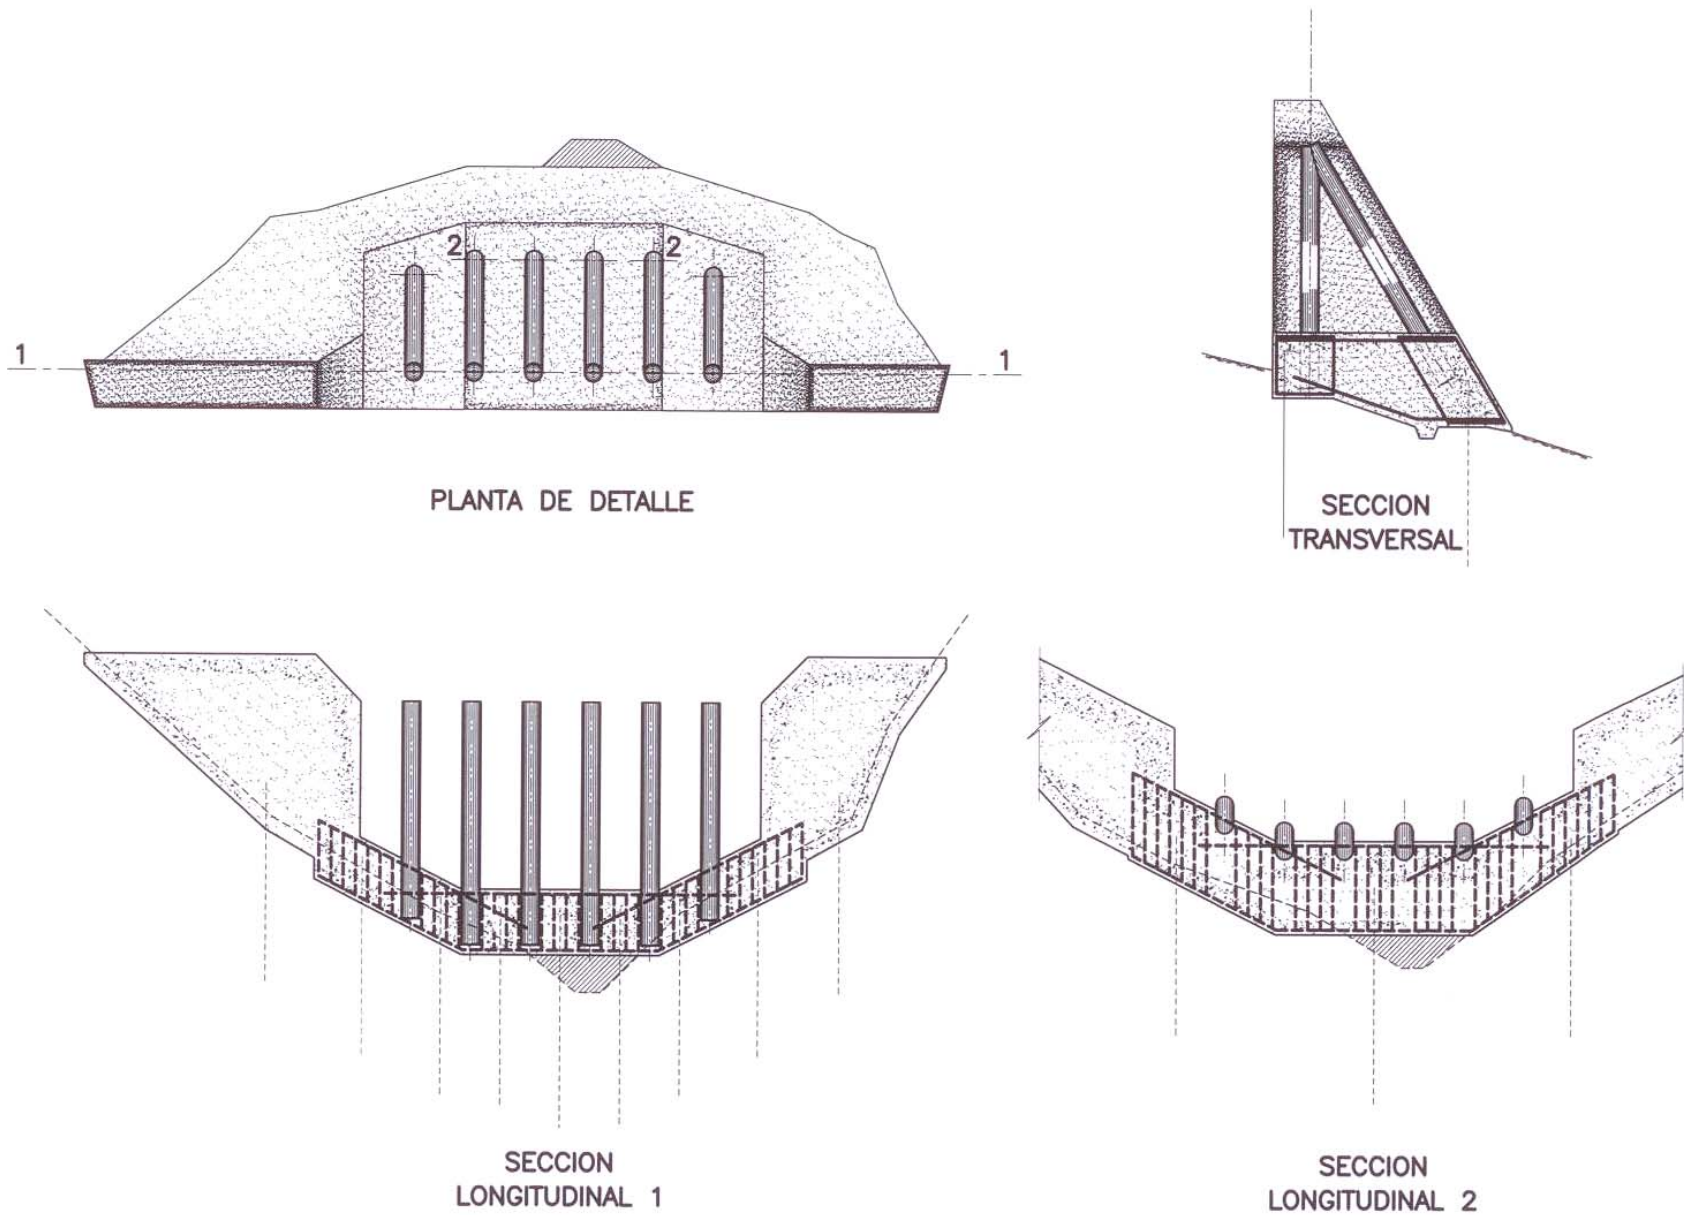 2
2
1
1
PLANTA DE DETALLE
SECCION
TRANSVERSAL
SECCION
LONGITUDINAL 1
SECCION
LONGITUDINAL 2